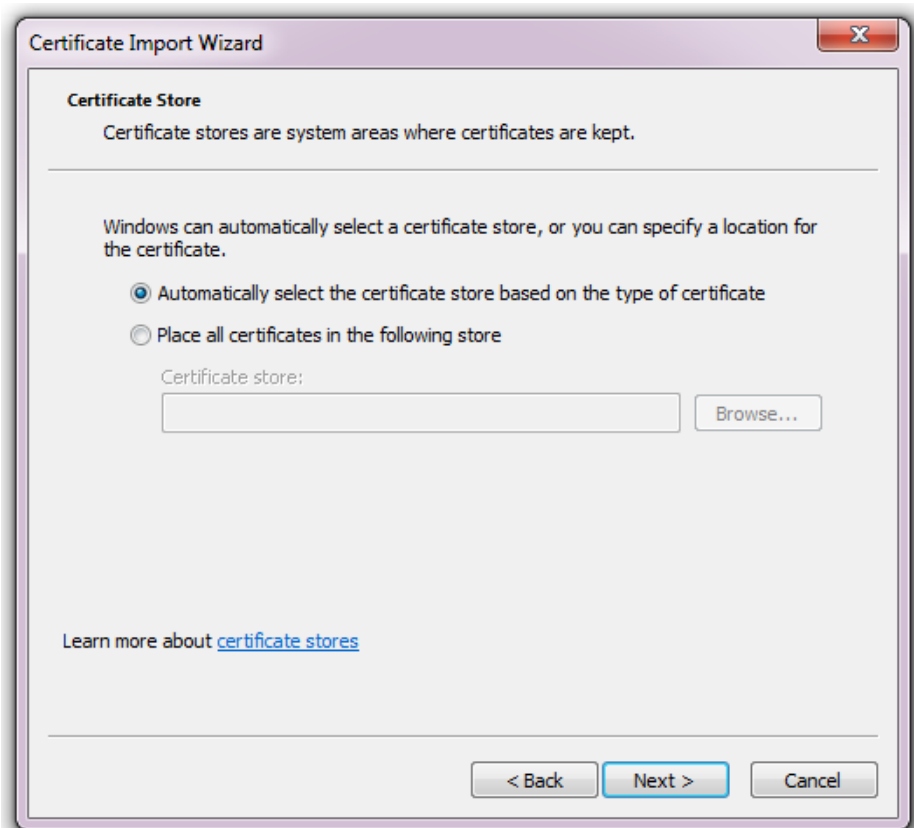 Certificate Import Wizard
Certificate Store
Certificate stores are system areas where certificates are kept.
Windows can automatically select a certificate store, or you can specify a location for
the certificate.
Automatically select the certificate store based on the type of certificate
Place all certificates in the following store
Certificate store:
Browse...
Learn more about certificate stores
< Back Next > Cancel